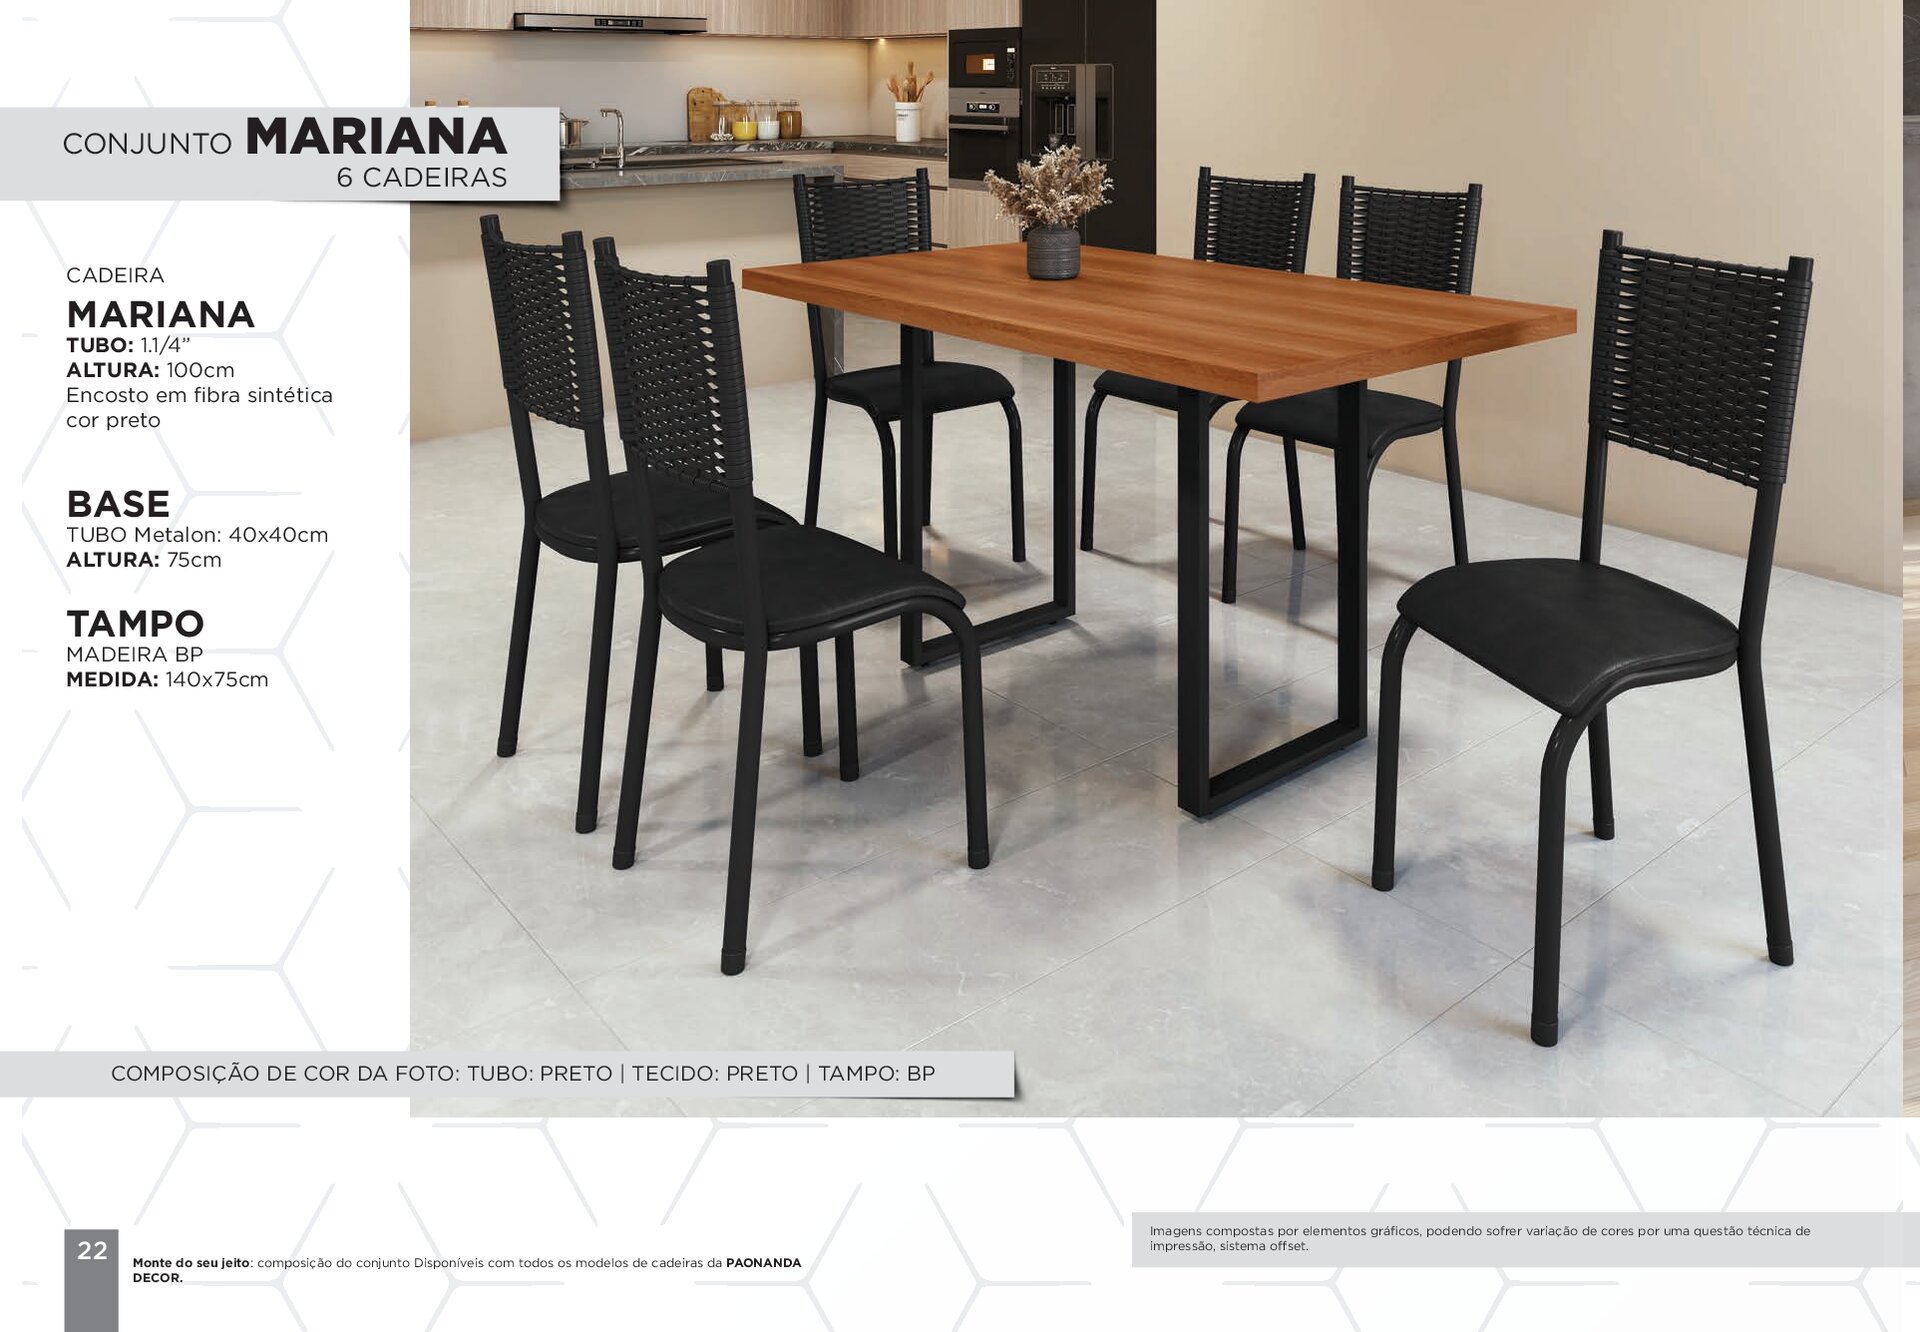 CONJUNTO MARIANA
6 CADEIRAS
CADEIRA
MARIANA
TUBO: 1.1/4”
ALTURA: 100cm
Encosto em fibra sintética
cor preto
BASE
TUBO Metalon: 40x40cm
ALTURA: 75cm
TAMPO
MADEIRA BP
MEDIDA: 140x75cm
COMPOSIÇÃO DE COR DA FOTO: TUBO: PRETO | TECIDO: PRETO | TAMPO: BP
22
Monte do seu jeito: composição do conjunto Disponíveis com todos os modelos de cadeiras da PAONANDA
DECOR.
Imagens compostas por elementos gráficos, podendo sofrer variação de cores por uma questão técnica de
impressão, sistema offset.